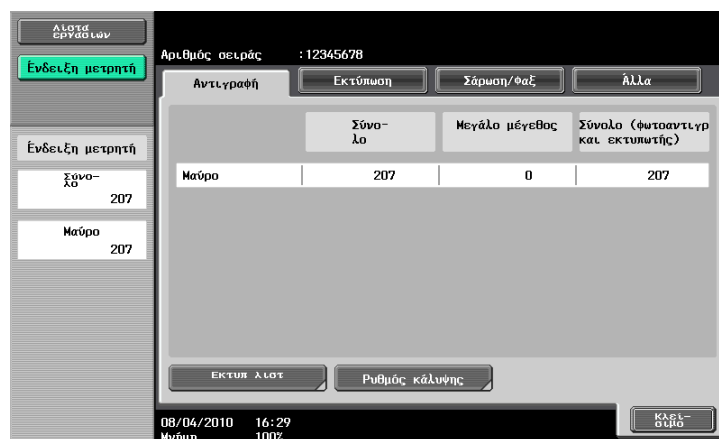 Λίστα
εργασιών
Ένδειξη μετρητή
Ένδειξη μετρητή
Σύνο-
λο
207
Μαύρο
207
Αριθμός σειράς :12345678
Αντιγραφή Εκτύπωση Σάρωση/Φαξ Άλλα
Σύνο-
λο
Μεγάλο μέγεθος
Σύνολο (φωτοαντιγρ
και εκτυπωτής)
Μαύρο 207 0 207
Εκτυπ λιστ Ρυθμός κάλυψης
08/04/2010 16:29
Μνήμη 100%
Κλεί-
σιμο